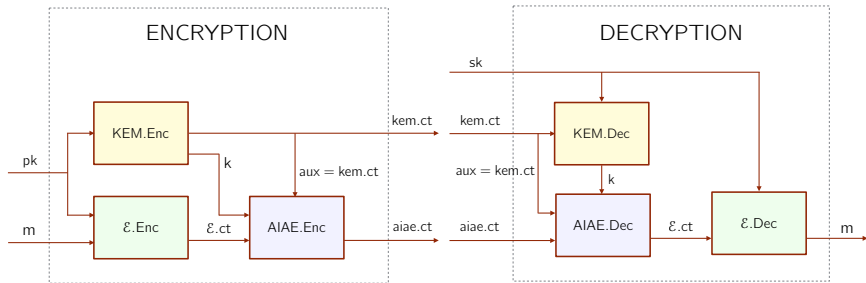 ENCRYPTION
KEM.Enc
kem.ct
pk
k
aux = kem.ct
m
ℰ.Enc
ℰ.ct
AIAE.Enc
aiae.ct
DECRYPTION
sk
kem.ct
KEM.Dec
aux = kem.ct
k
aiae.ct
AIAE.Dec
ℰ.ct
ℰ.Dec
m